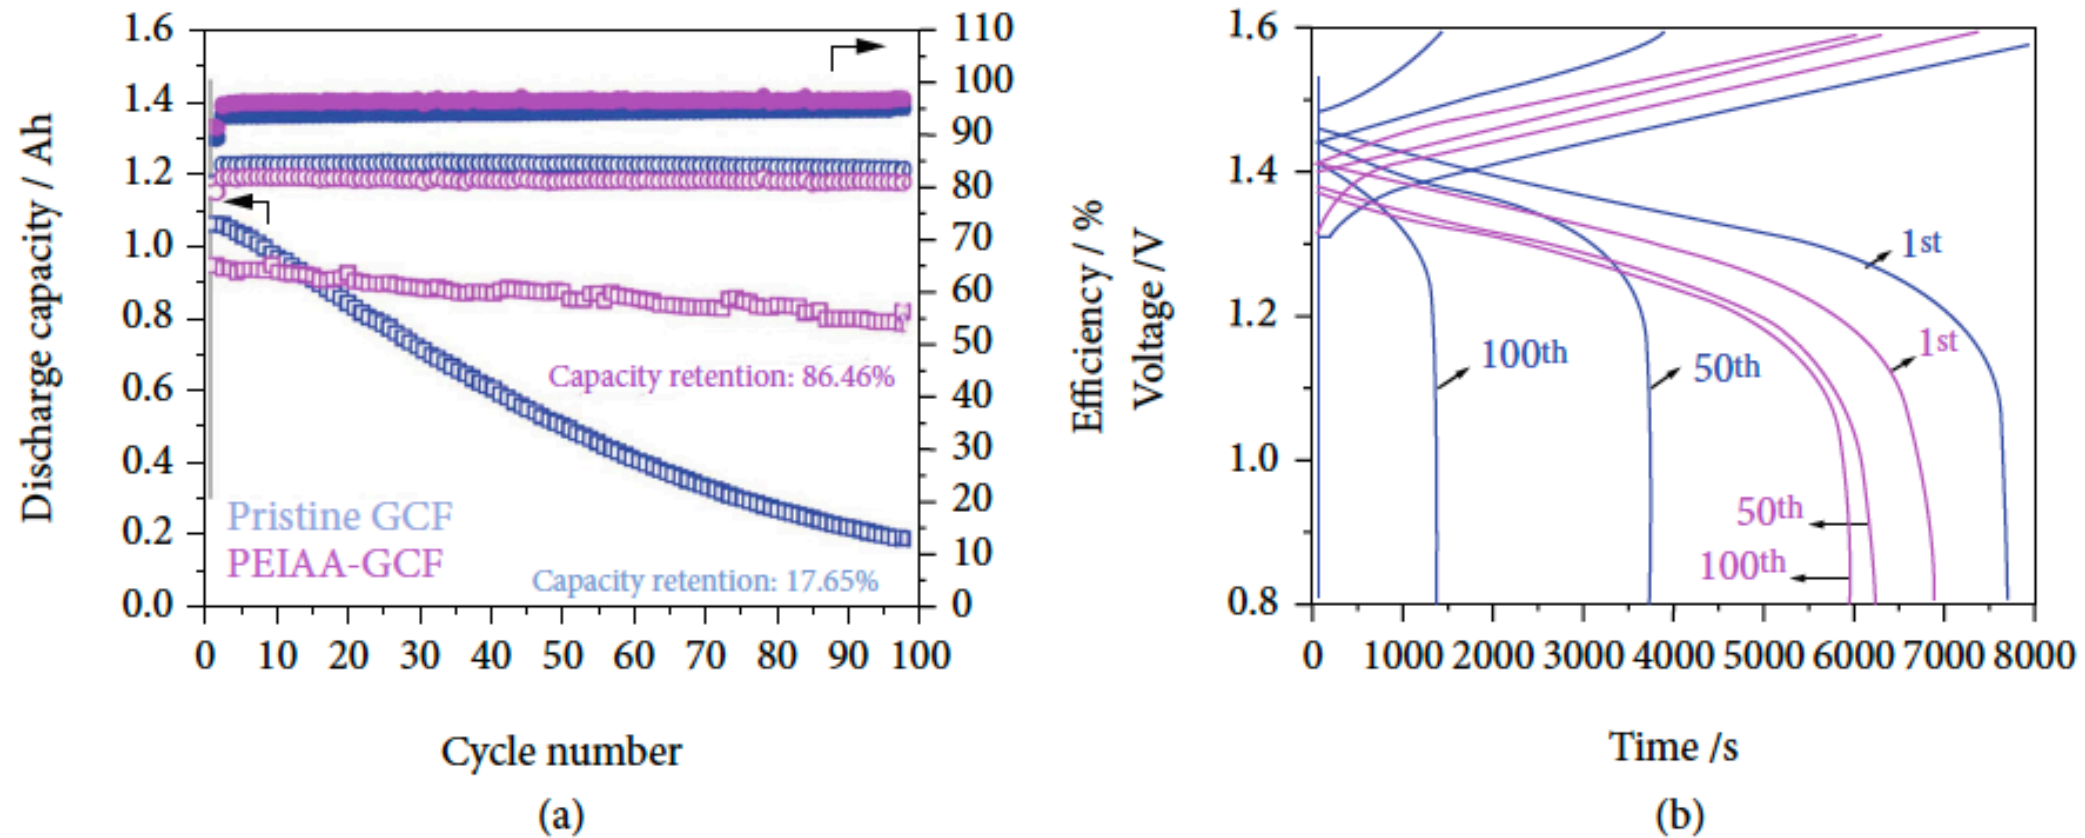 1.6
1.4
1.2
1.0
0.8
0.6
0.4
0.2
0.0
Discharge capacity / Ah
110
100
90
80
70
60
50
40
30
20
10
0
Efficiency / %
Capacity retention: 86.46%
Pristine GCF
PEIAA-GCF
Capacity retention: 17.65%
0 10 20 30 40 50 60 70 80 90 100
Cycle number
(a)
Voltage /V
1.6
1.4
1.2
1.0
0.8
1st
1st
100th
50th
50th
100th
0 1000 2000 3000 4000 5000 6000 7000 8000
Time /s
(b)